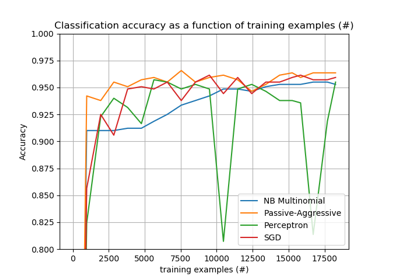 Classification accuracy as a function of training examples (#)
1.000
0.975
0.950
0.925
0.900
0.875
0.850
0.825
0.800
Accuracy
NB Multinomial
Passive-Aggressive
Perceptron
SGD
0 2500 5000 7500 10000 12500 15000 17500
training examples (#)